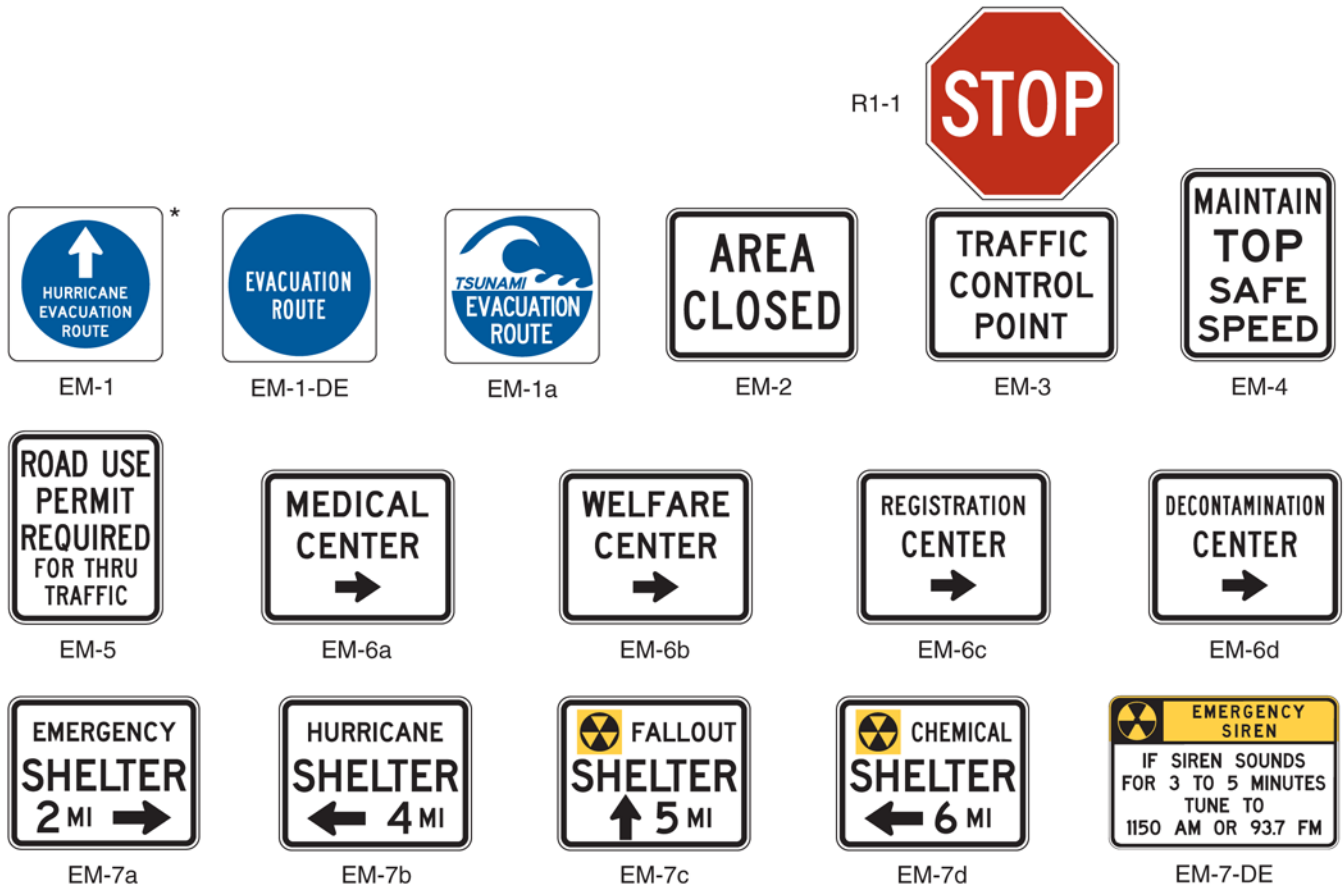 R1-1
STOP
*
HURRICANE
EVACUATION
ROUTE
EM-1
EVACUATION
ROUTE
EM-1-DE
TSUNAMI
EVACUATION
ROUTE
EM-1a
AREA
CLOSED
EM-2
TRAFFIC
CONTROL
POINT
EM-3
MAINTAIN
TOP
SAFE
SPEED
EM-4
ROAD USE
PERMIT
REQUIRED
FOR THRU
TRAFFIC
EM-5
MEDICAL
CENTER
EM-6a
WELFARE
CENTER
EM-6b
REGISTRATION
CENTER
EM-6c
DECONTAMINATION
CENTER
EM-6d
EMERGENCY
SHELTER
2 MI
EM-7a
HURRICANE
SHELTER
4 MI
EM-7b
FALLOUT
SHELTER
5 MI
EM-7c
CHEMICAL
SHELTER
6 MI
EM-7d
EMERGENCY
SIREN
IF SIREN SOUNDS
FOR 3 TO 5 MINUTES
TUNE TO
1150 AM OR 93.7 FM
EM-7-DE